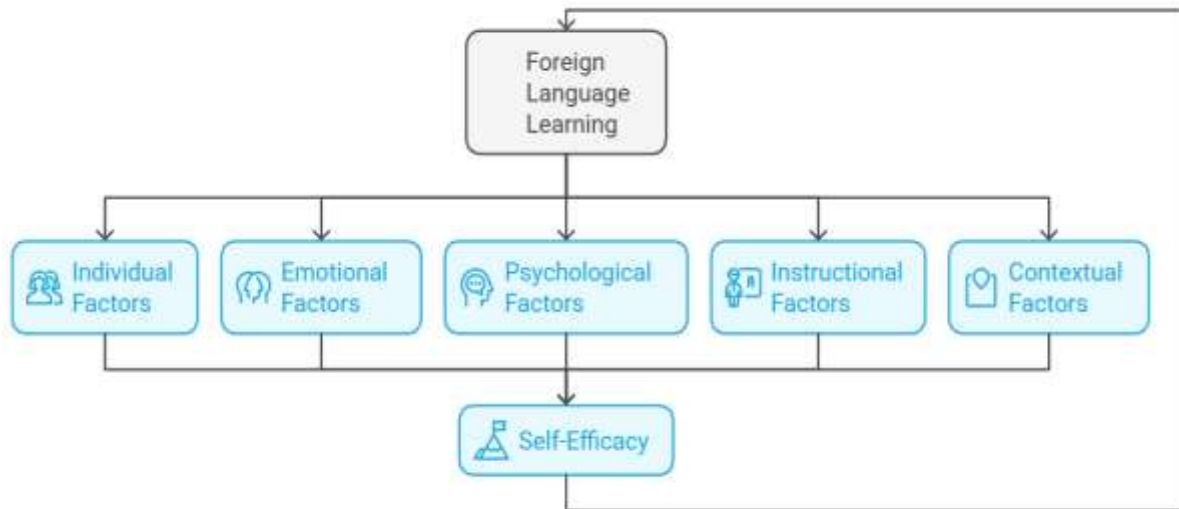 Foreign
Language
Learning
Individual
Factors
Emotional
Factors
Psychological
Factors
Instructional
Factors
Contextual
Factors
Self-Efficacy